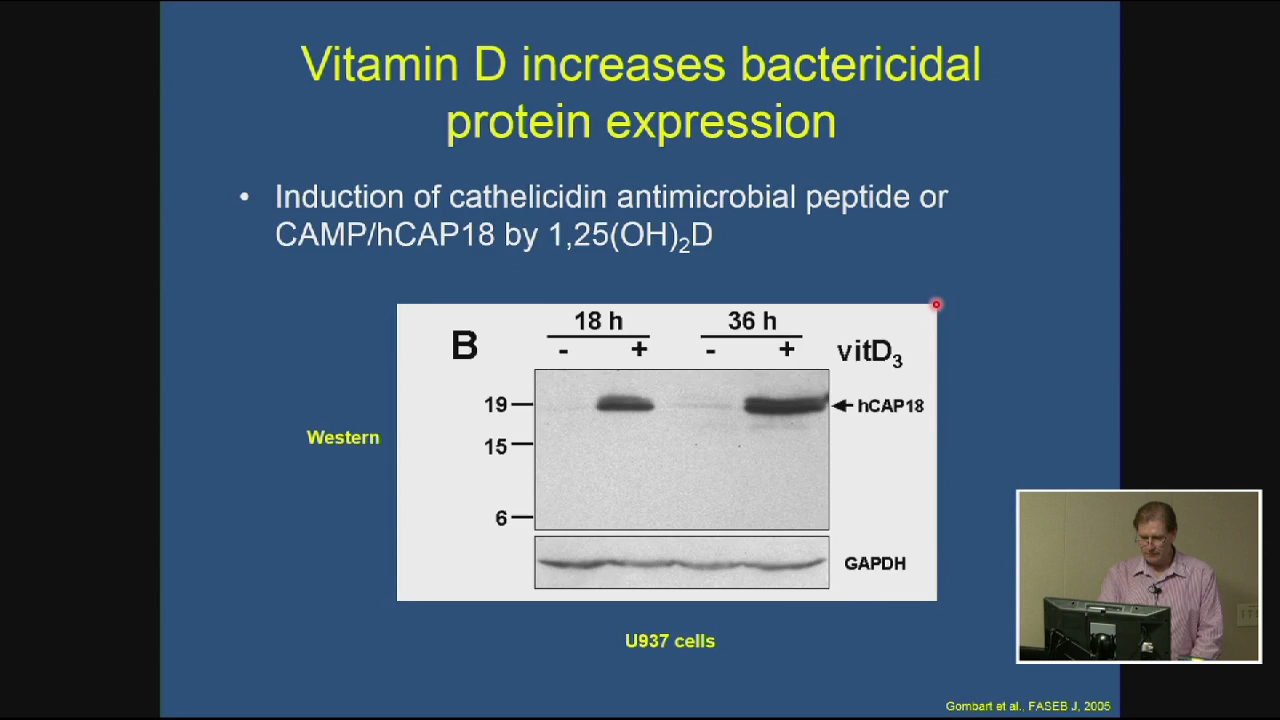 Vitamin D increases bactericidal
protein expression
• Induction of cathelicidin antimicrobial peptide or
CAMP/hCAP18 by 1,25(OH)₂D
18 h 36 h
B - + - + vitD₃
19 hCAP18
Western
15
6
GAPDH
U937 cells
Gombart et al., FASEB J, 2005